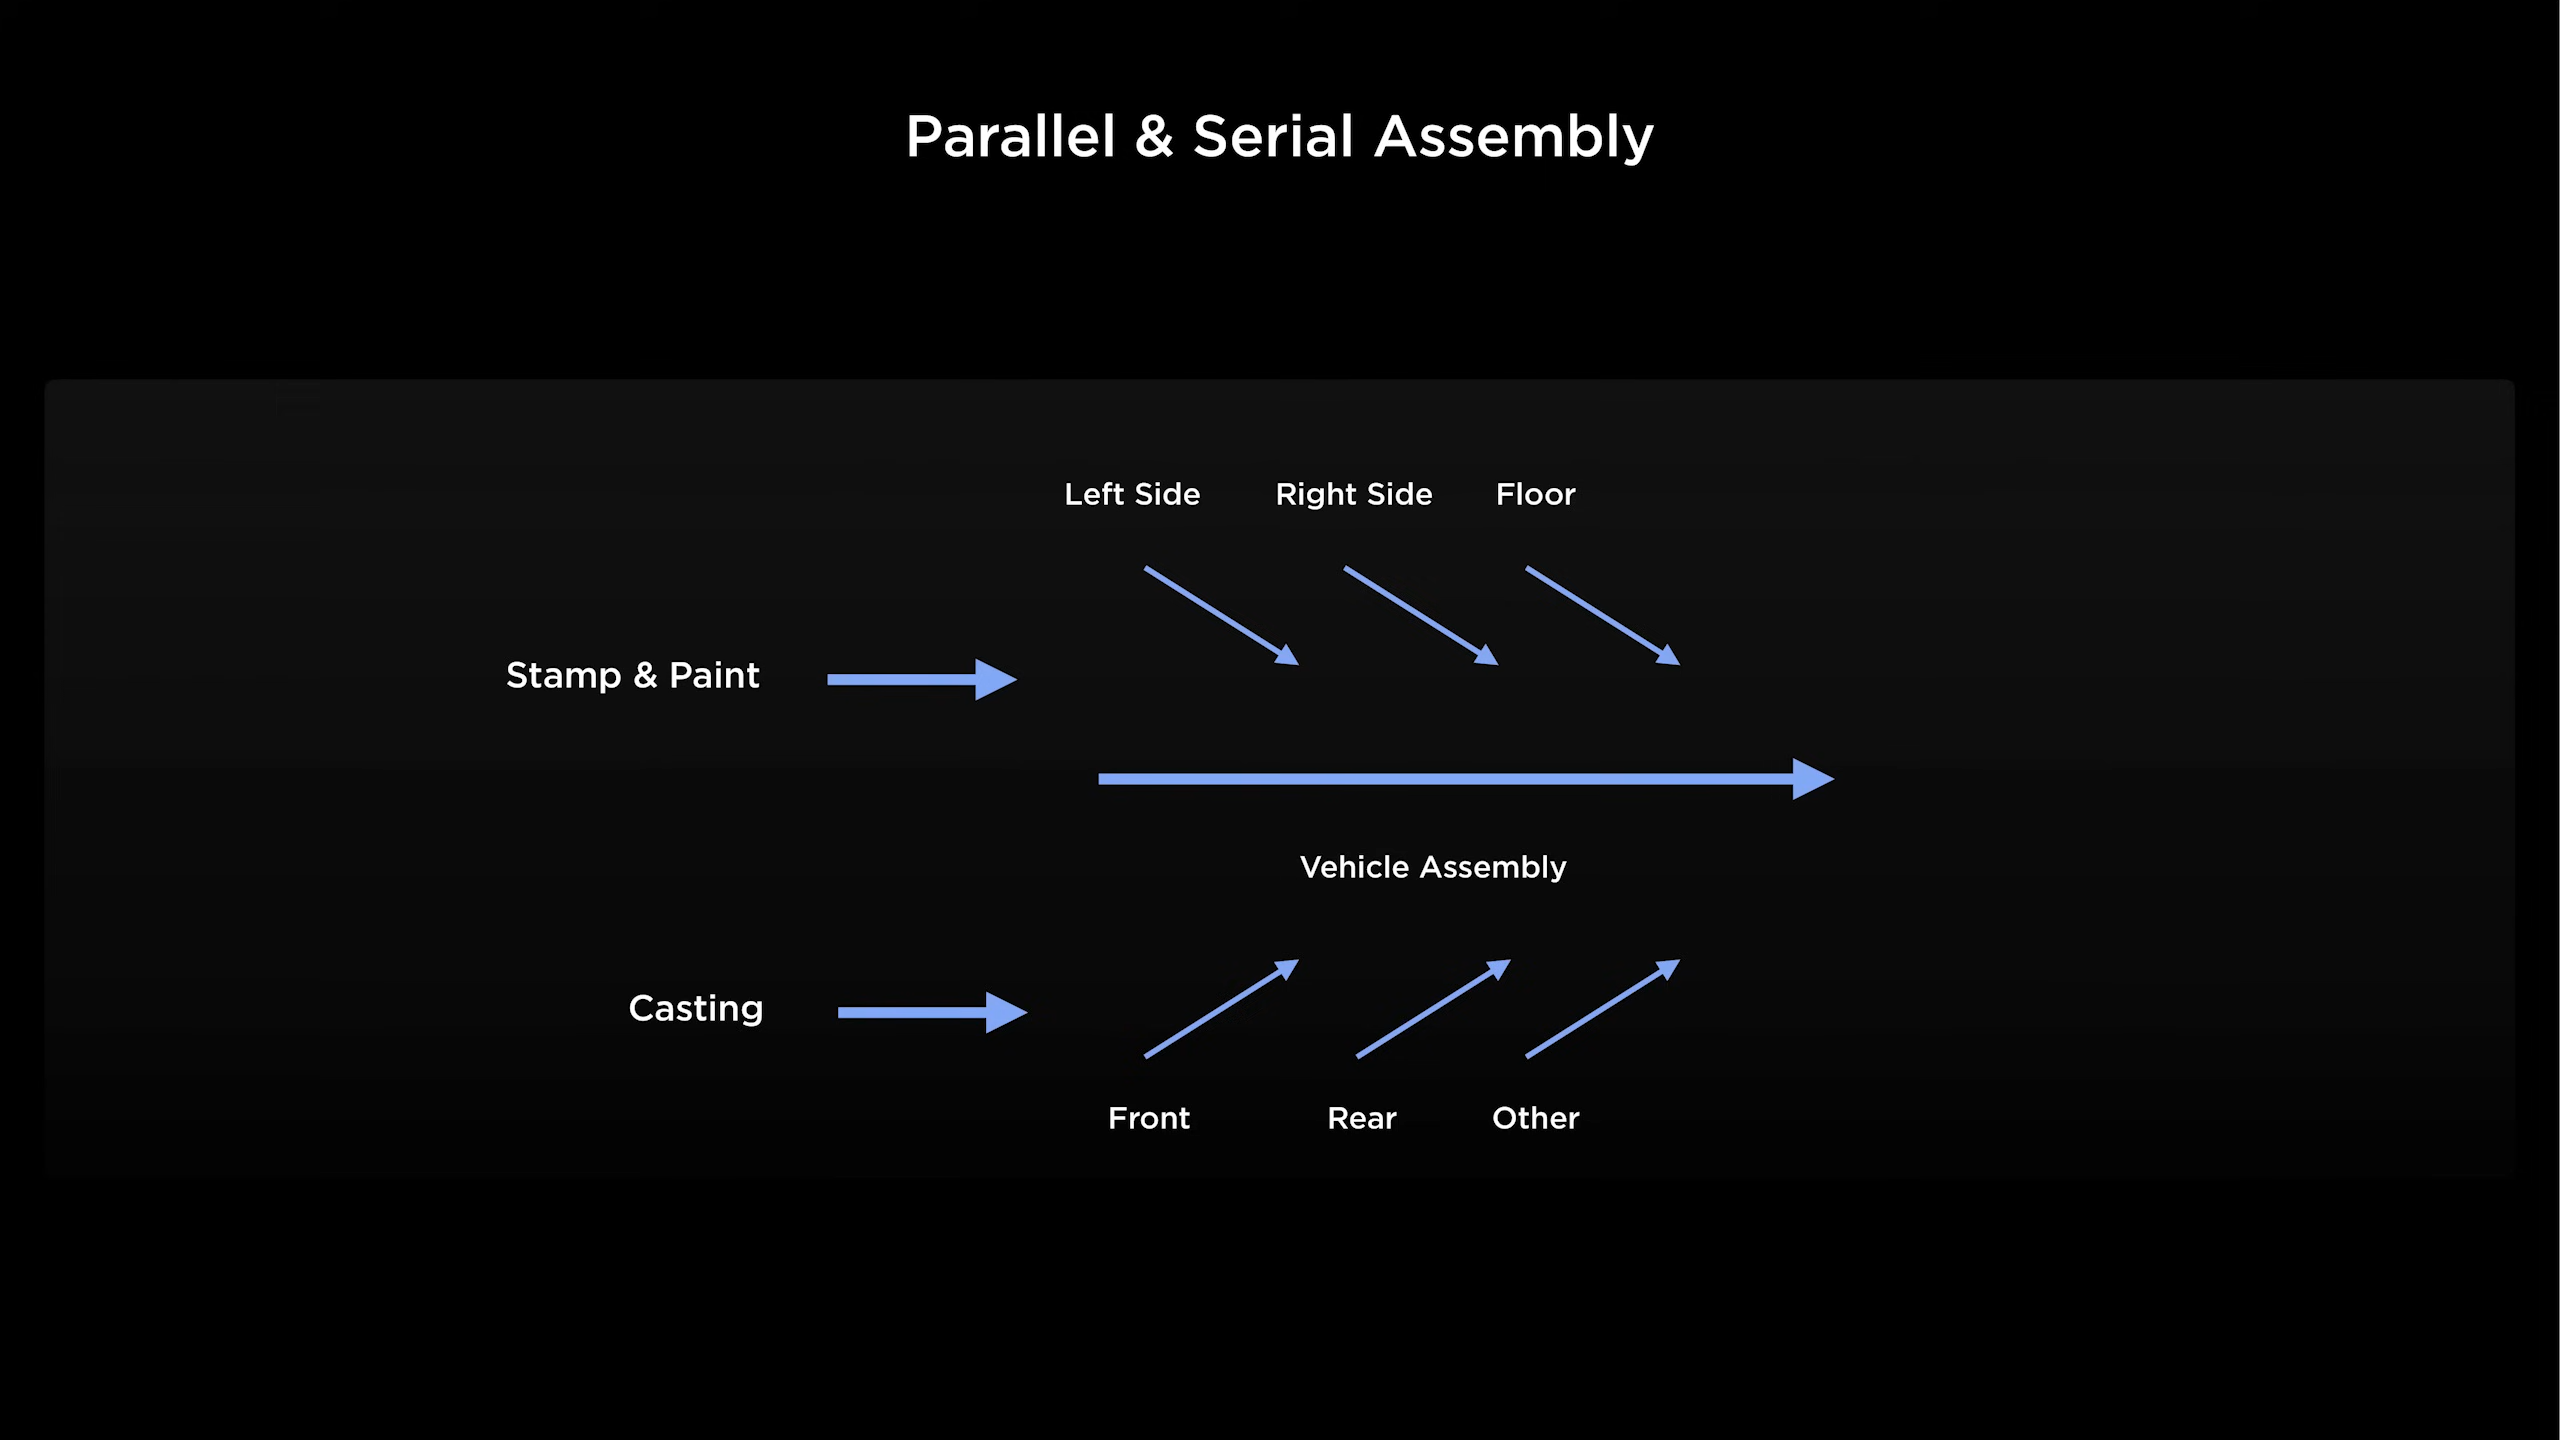 Parallel & Serial Assembly
Left Side
Right Side
Floor
Stamp & Paint
Vehicle Assembly
Casting
Front
Rear
Other